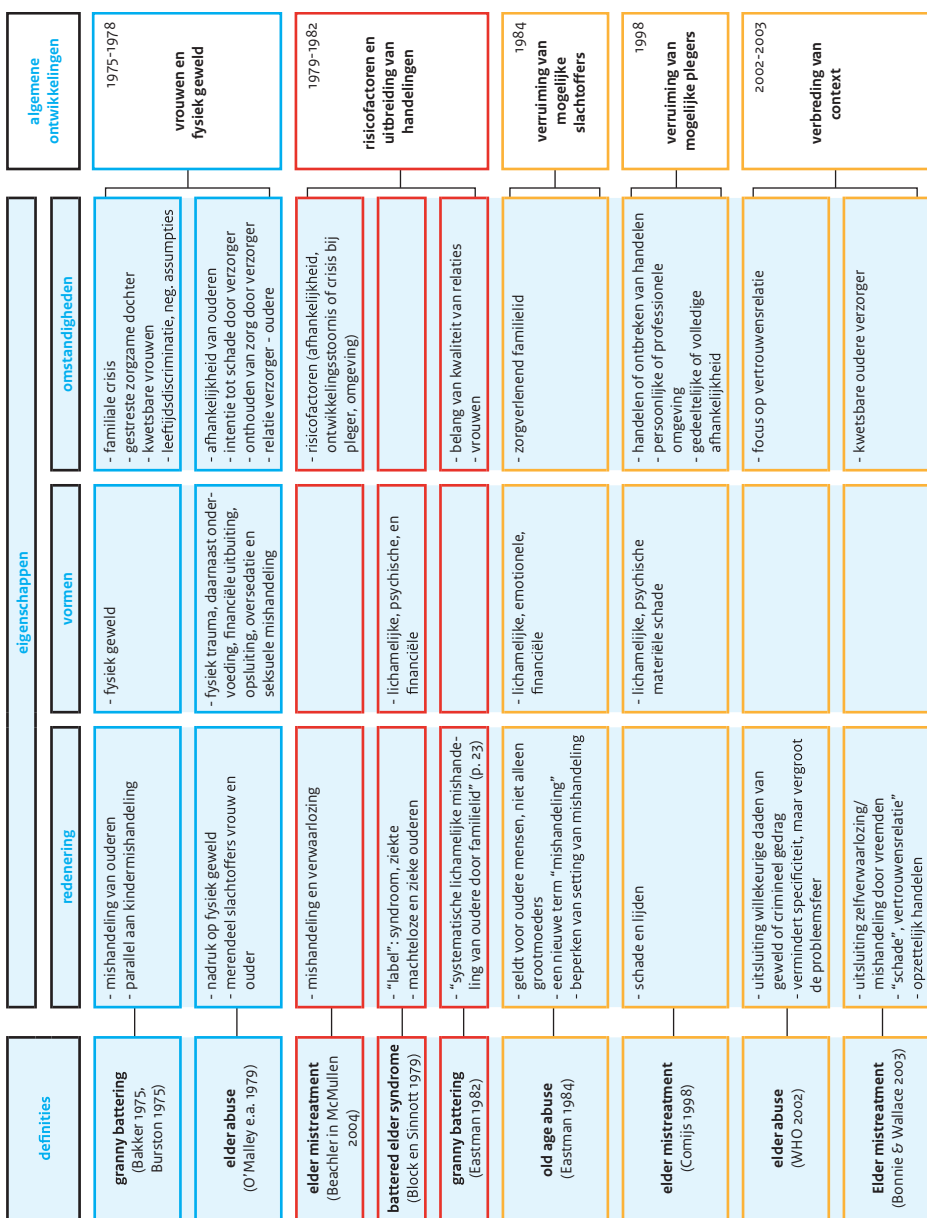 definities
eigenschappen
redenering
vormen
omstandigheden
algemene
ontwikkelingen
granny battering
(Bakker 1975,
Burston 1975)
- mishandeling van ouderen
- parallel aan kindermishandeling
- fysiek geweld
- familiale crisis
- gestreste zorgzame dochter
- kwetsbare vrouwen
- leeftijdsdiscriminatie, neg. assumpties
1975-1978
vrouwen en
fysiek geweld
elder abuse
(O'Malley e.a. 1979)
- nadruk op fysiek geweld
- merendeel slachtoffers vrouw en
ouder
- fysiek trauma, daarnaast onder-
voeding, financiële uitbuiting,
opsluiting, oversedatie en
seksuele mishandeling
- afhankelijkheid van ouderen
- intentie tot schade door verzorger
- onthouden van zorg door verzorger
- relatie verzorger - oudere
elder mistreatment
(Beachler in McMullen
2004)
- mishandeling en verwaarlozing
- risicofactoren (afhankelijkheid,
ontwikkelingsstoornis of crisis bij
pleger, omgeving)
1979-1982
risicofactoren en
uitbreiding van
handelingen
battered elder syndrome
(Block en Sinnott 1979)
- "label": syndroom, ziekte
- machteloze en zieke ouderen
- lichamelijke, psychische, en
financiële
granny battering
(Eastman 1982)
- "systematische lichamelijke mishande-
ling van oudere door familielid" (p. 23)
- belang van kwaliteit van relaties
- vrouwen
old age abuse
(Eastman 1984)
- geldt voor oudere mensen, niet alleen
grootmoeders
- een nieuwe term "mishandeling"
- beperken van setting van mishandeling
- lichamelijke, emotionele,
financiële
- zorgverlenend familielid
1984
verruiming van
mogelijke
slachtoffers
elder mistreatment
(Comijs 1998)
- schade en lijden
- lichamelijke, psychische
materiële schade
- handelen of ontbreken van handelen
- persoonlijke of professionele
omgeving
- gedeeltelijke of volledige
afhankelijkheid
1998
verruiming van
mogelijke plegers
elder abuse
(WHO 2002)
- uitsluiting willekeurige daden van
geweld of crimineel gedrag
- vermindert specificiteit, maar vergroot
de probleemsfeer
- focus op vertrouwensrelatie
2002-2003
verbreding van
context
Elder mistreatment
(Bonnie & Wallace 2003)
- uitsluiting zelfverwaarlozing/
mishandeling door vreemden
- "schade", vertrouwensrelatie"
- opzettelijk handelen
- kwetsbare oudere verzorger